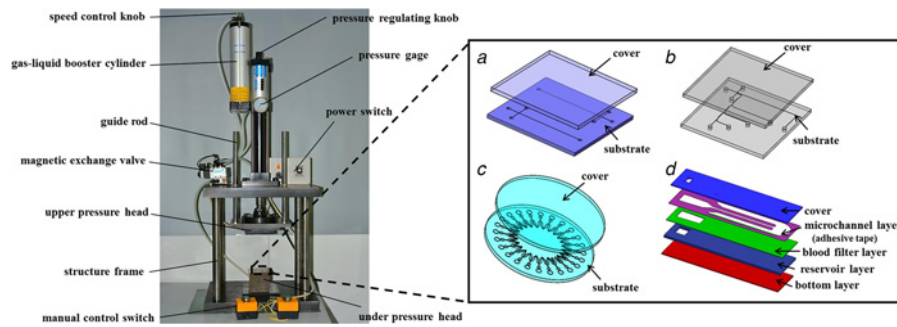 speed control knob
gas-liquid booster cylinder
guide rod
magnetic exchange valve
upper pressure head
structure frame
manual control switch
pressure regulating knob
pressure gage
power switch
under pressure head
a
cover
substrate
b
cover
substrate
c
cover
substrate
d
cover
microchannel layer
(adhesive tape)
blood filter layer
reservoir layer
bottom layer